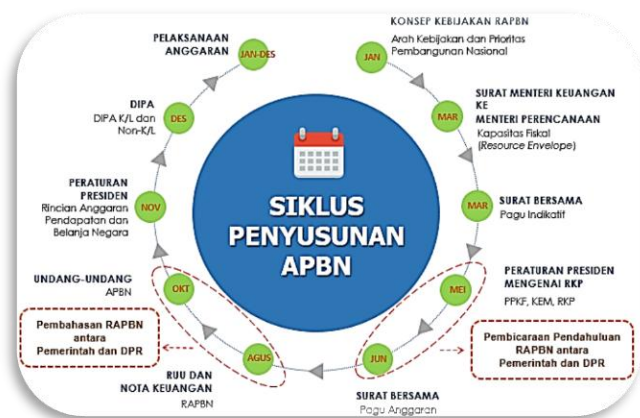 SIKLUS
PENYUSUNAN
APBN
JAN
KONSEP KEBIJAKAN RAPBN
Arah Kebijakan dan Prioritas
Pembangunan Nasional
MAR
SURAT MENTERI KEUANGAN
KE
MENTERI PERENCANAAN
Kapasitas Fiskal
(Resource Envelope)
MAR
SURAT BERSAMA
Pagu Indikatif
MEI
PERATURAN PRESIDEN
MENGENAI RKP
PPKF, KEM, RKP
Pembicaraan Pendahuluan
RAPBN antara
Pemerintah dan DPR
JUN
SURAT BERSAMA
Pagu Anggaran
AGUS
RUU DAN
NOTA KEUANGAN
RAPBN
Pembahasan RAPBN
antara
Pemerintah dan DPR
OKT
UNDANG-UNDANG
APBN
NOV
PERATURAN
PRESIDEN
Rincian Anggaran
Pendapatan dan
Belanja Negara
DES
DIPA
DIPA K/L dan
Non-K/L
JAN-DES
PELAKSANAAN
ANGGARAN